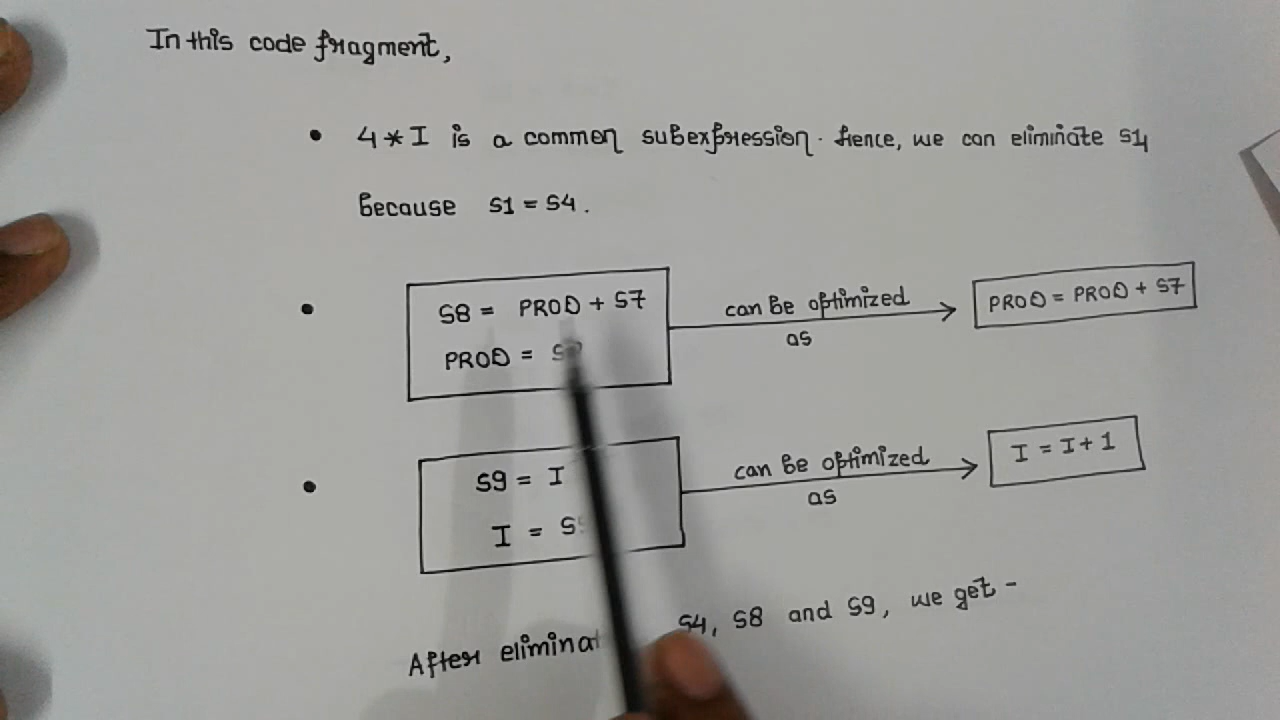 In this code fragment,
• 4*I is a common subexpression. Hence, we can eliminate S4
because S1 = S4.
• S8 = PROD + S7
PROD =
can be optimized
as
PROD = PROD + S7
• S9 = I
I =
can be optimized
as
I = I + 1
After S4, S8 and S9, we get -